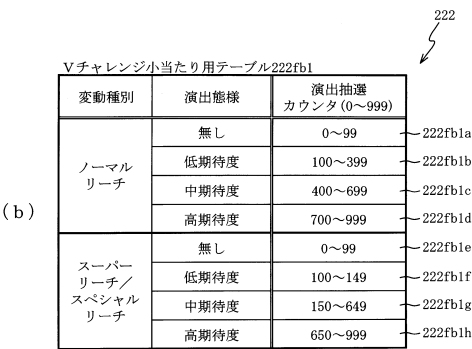 222
Vチャレンジ小当たり用テーブル222fb1
変動種別 演出態様 演出抽選
カウンタ(0～999)
(b)
ノーマル
リーチ
無し 0～99 222fb1a
低期待度 100～399 222fb1b
中期待度 400～699 222fb1c
高期待度 700～999 222fb1d
スーパー
リーチ／
スペシャル
リーチ
無し 0～99 222fb1e
低期待度 100～149 222fb1f
中期待度 150～649 222fb1g
高期待度 650～999 222fb1h